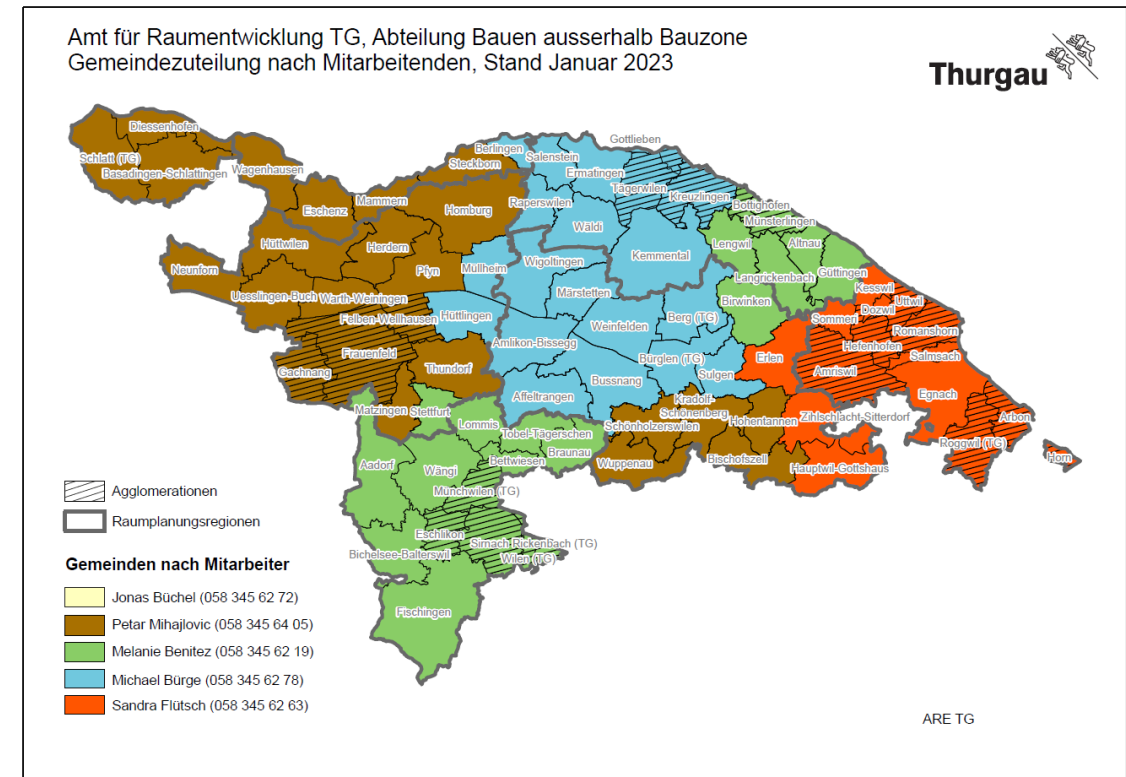 Amt für Raumentwicklung TG, Abteilung Bauen ausserhalb Bauzone
Gemeindezuteilung nach Mitarbeitenden, Stand Januar 2023
Thurgau
Diessenhofen
Schlatt (TG)
Basadingen-Schlattingen
Wagenhausen
Eschenz
Mammern
Steckborn
Berlingen
Homburg
Salenstein
Gottlieben
Ermatingen
Tägerwilen
Kreuzlingen
Raperswilen
Wäldi
Bottighofen
Münsterlingen
Hüttwilen
Herdern
Neunforn
Pfyn
Müllheim
Wigoltingen
Kemmental
Lengwil
Altnau
Langrickenbach
Güttingen
Uesslingen-Buch
Warth-Weiningen
Felben-Wellhausen
Hüttlingen
Märstetten
Weinfelden
Berg (TG)
Birwinken
Kesswil
Uttwil
Dozwil
Sommeri
Romanshorn
Hefenhofen
Salmsach
Frauenfeld
Gachnang
Thundorf
Amlikon-Bissegg
Bürglen (TG)
Erlen
Amriswil
Egnach
Bussnang
Sulgen
Affeltrangen
Matzingen
Stettfurt
Lommis
Kradolf-
Schönenberg
Schönholzerswilen
Hohentannen
Zihlschlacht-Sitterdorf
Arbon
Roggwil (TG)
Horn
Tobel-Tägerschen
Braunau
Bettwiesen
Wuppenau
Bischofszell
Hauptwil-Gottshaus
Aadorf
Wängi
Münchwilen (TG)
Eschlikon
Sirnach
Rickenbach (TG)
Wilen (TG)
Bichelsee-Balterswil
Fischingen
Agglomerationen
Raumplanungsregionen
Gemeinden nach Mitarbeiter
Jonas Büchel (058 345 62 72)
Petar Mihajlovic (058 345 64 05)
Melanie Benitez (058 345 62 19)
Michael Bürge (058 345 62 78)
Sandra Flütsch (058 345 62 63)
ARE TG